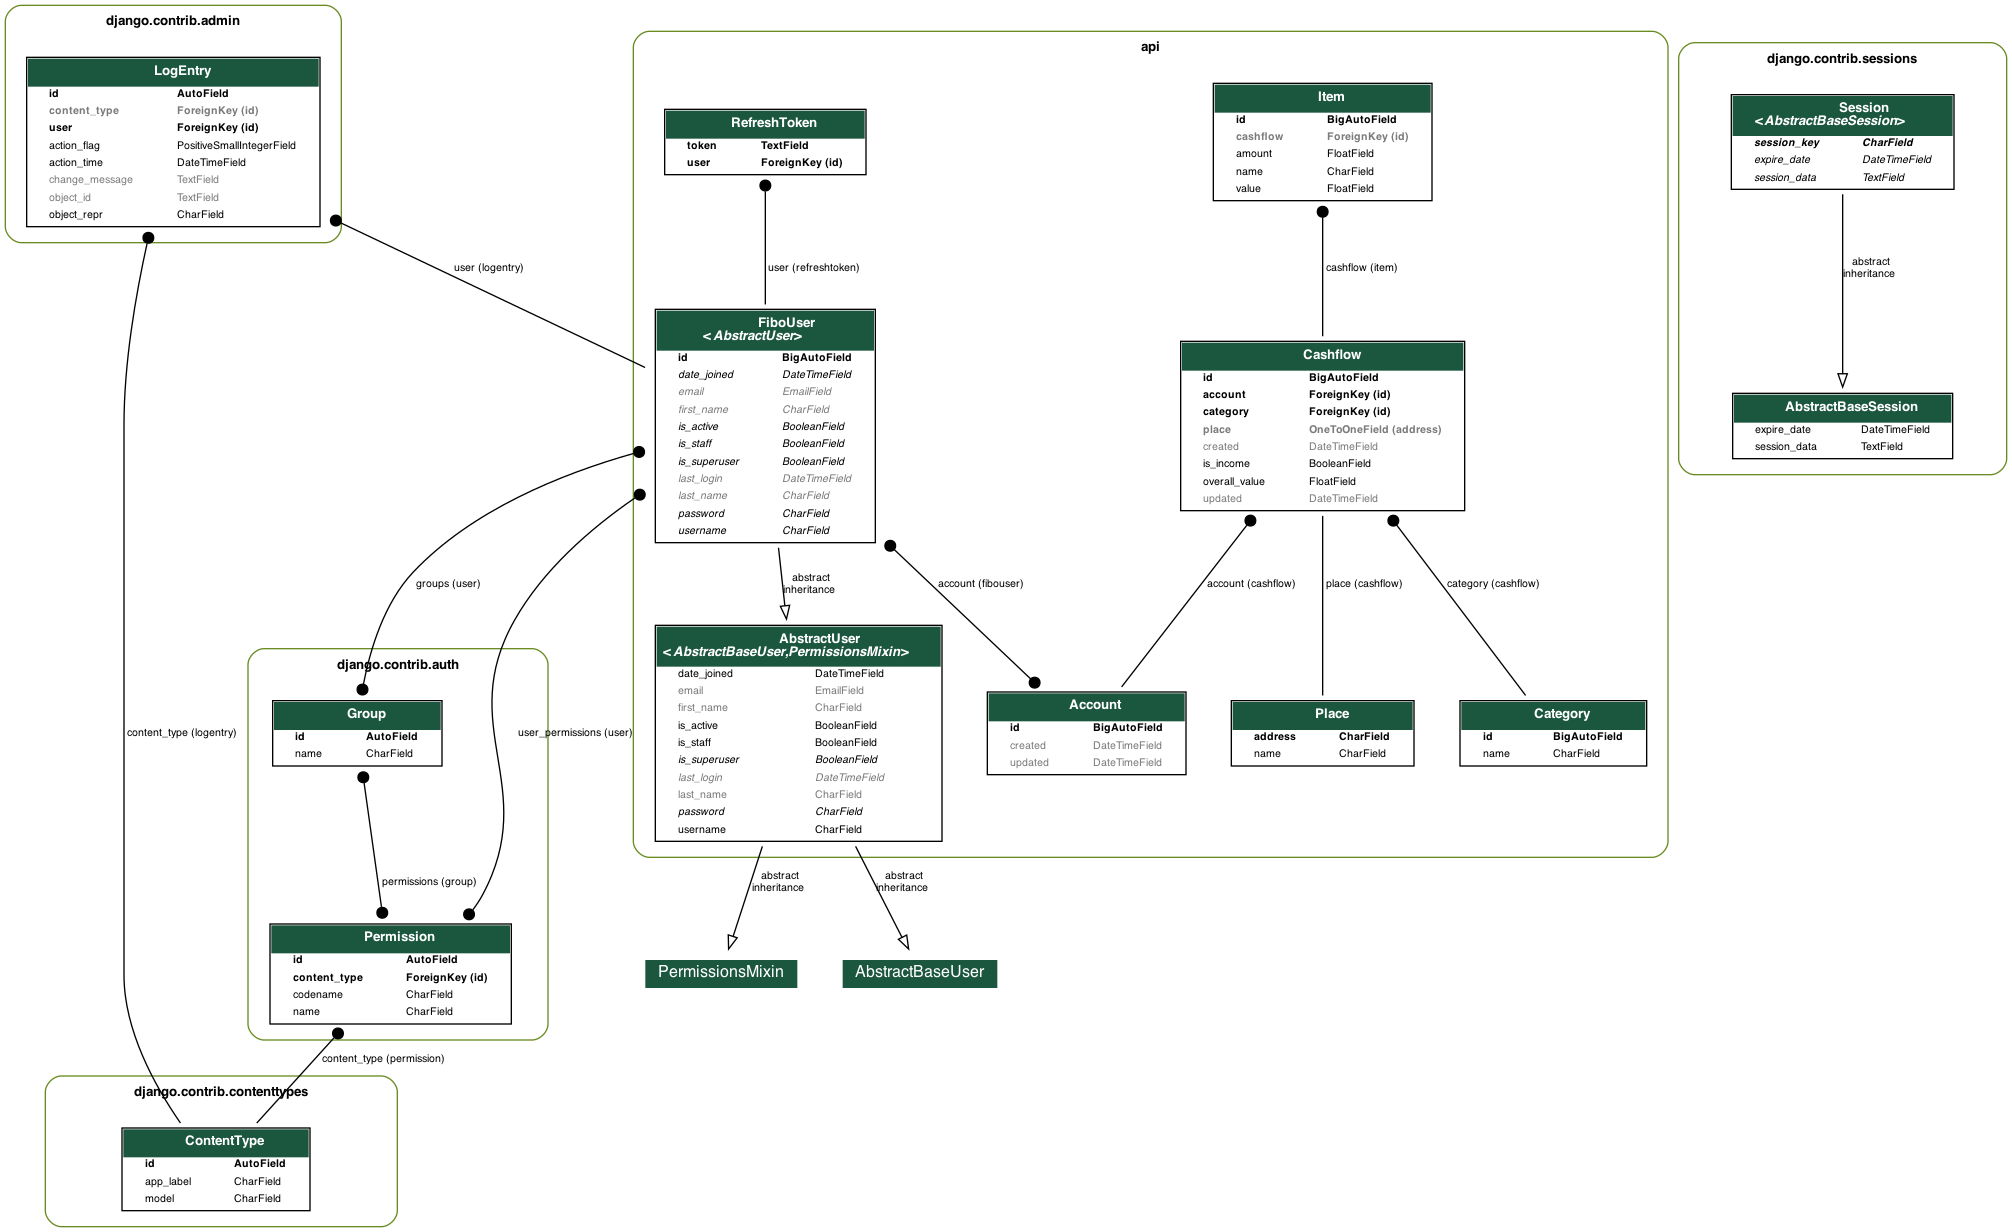 django.contrib.admin
LogEntry
id AutoField
content_type ForeignKey (id)
user ForeignKey (id)
action_flag PositiveSmallIntegerField
action_time DateTimeField
change_message TextField
object_id TextField
object_repr CharField
user (logentry)
content_type (logentry)
api
RefreshToken
token TextField
user ForeignKey (id)
user (refreshtoken)
Item
id BigAutoField
cashflow ForeignKey (id)
amount FloatField
name CharField
value FloatField
cashflow (item)
FiboUser
< AbstractUser>
id BigAutoField
date_joined DateTimeField
email EmailField
first_name CharField
is_active BooleanField
is_staff BooleanField
is_superuser BooleanField
last_login DateTimeField
last_name CharField
password CharField
username CharField
Cashflow
id BigAutoField
account ForeignKey (id)
category ForeignKey (id)
place OneToOneField (address)
created DateTimeField
is_income BooleanField
overall_value FloatField
updated DateTimeField
groups (user)
user_permissions (user)
abstract
inheritance
account (fibouser)
account (cashflow)
place (cashflow)
category (cashflow)
AbstractUser
< AbstractBaseUser,PermissionsMixin>
date_joined DateTimeField
email EmailField
first_name CharField
is_active BooleanField
is_staff BooleanField
is_superuser BooleanField
last_login DateTimeField
last_name CharField
password CharField
username CharField
Account
id BigAutoField
created DateTimeField
updated DateTimeField
Place
address CharField
name CharField
Category
id BigAutoField
name CharField
abstract
inheritance
abstract
inheritance
PermissionsMixin
AbstractBaseUser
django.contrib.sessions
Session
<AbstractBaseSession>
session_key CharField
expire_date DateTimeField
session_data TextField
abstract
inheritance
AbstractBaseSession
expire_date DateTimeField
session_data TextField
django.contrib.auth
Group
id AutoField
name CharField
permissions (group)
Permission
id AutoField
content_type ForeignKey (id)
codename CharField
name CharField
content_type (permission)
django.contrib.contenttypes
ContentType
id AutoField
app_label CharField
model CharField